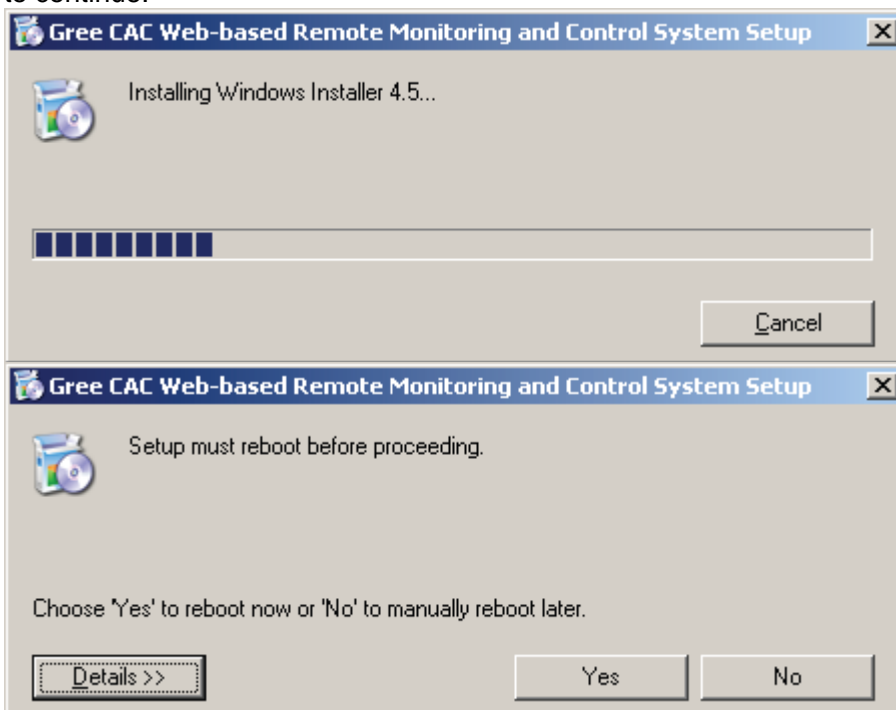 to continue.
Gree CAC Web-based Remote Monitoring and Control System Setup
Installing Windows Installer 4.5...
Cancel
Gree CAC Web-based Remote Monitoring and Control System Setup
Setup must reboot before proceeding.
Choose 'Yes' to reboot now or 'No' to manually reboot later.
Details >> Yes No